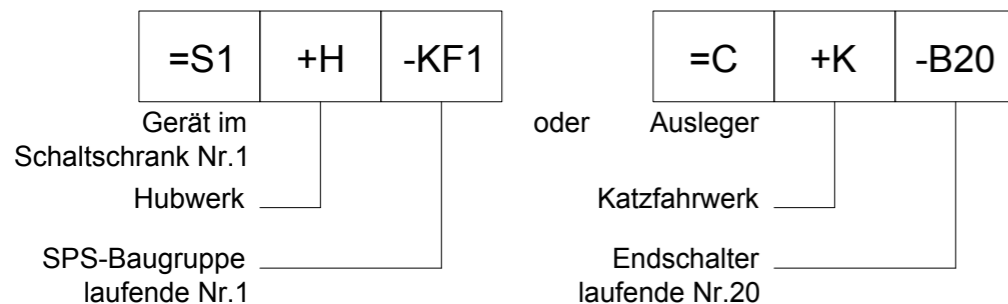 =S1 +H -KF1 =C +K -B20
Gerät im oder Ausleger
Schaltschrank Nr.1
Hubwerk Katzfahrwerk
SPS-Baugruppe Endschalter
laufende Nr.1 laufende Nr.20